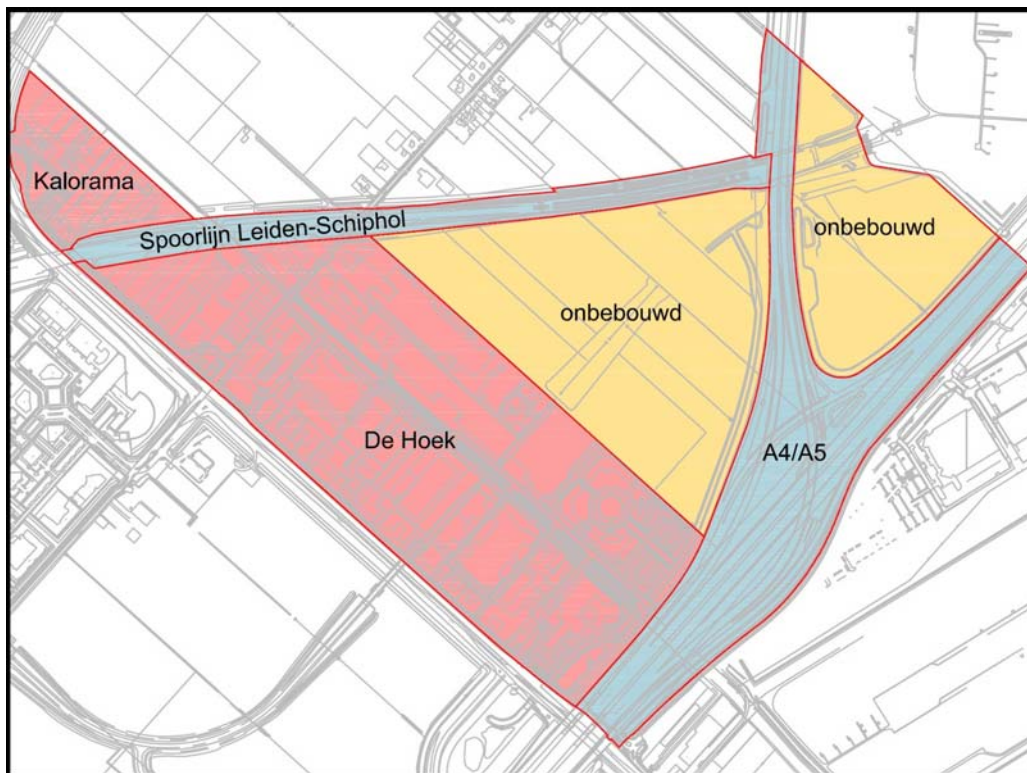 Kalorama
Spoorlijn Leiden-Schiphol
onbebouwd
onbebouwd
De Hoek
A4/A5